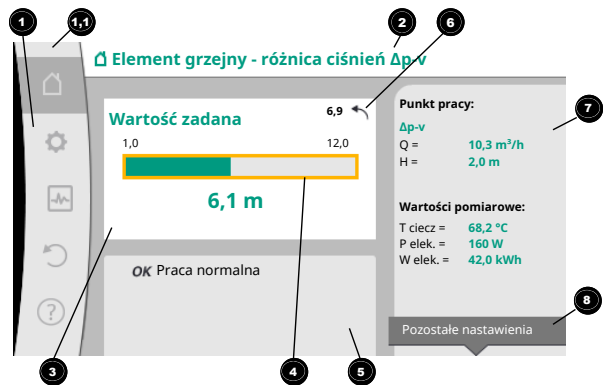 1
1,1
2
6
Element grzejny - różnica ciśnień Δp-v
6,9
Wartość zadana
1,0 12,0
6,1 m
OK Praca normalna
Punkt pracy:
Δp-v
Q = 10,3 m³/h
H = 2,0 m
7
Wartości pomiarowe:
T ciecz = 68,2 °C
P elek. = 160 W
W elek. = 42,0 kWh
8
Pozostałe nastawienia
?
3
4
5